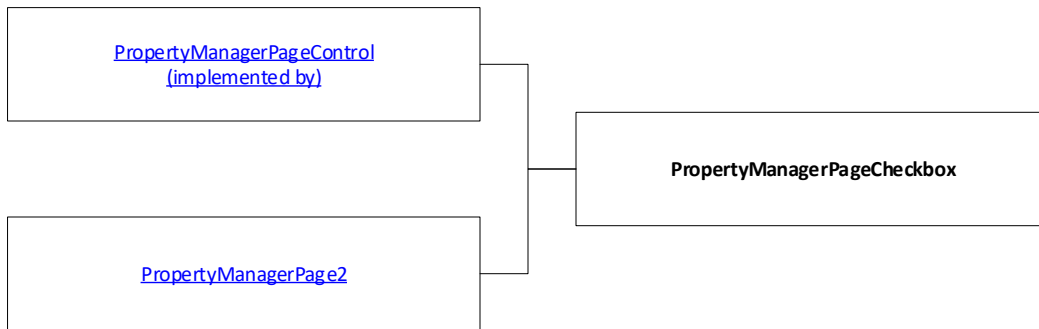 PropertyManagerPageControl
(implemented by)
PropertyManagerPageCheckbox
PropertyManagerPage2